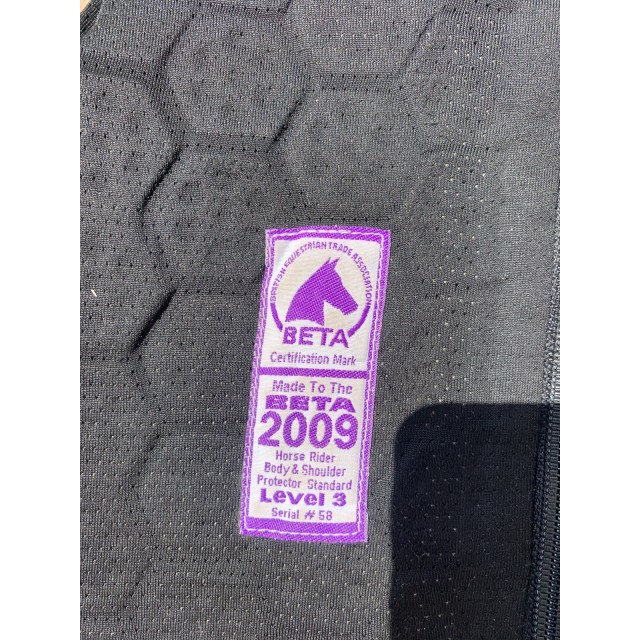 BRITISH EQUESTRIAN TRADE ASSOCIATION
BETA
Certification Mark
Made To The
BETA
2009
Horse Rider
Body & Shoulder
Protector Standard
Level 3
Serial # 58